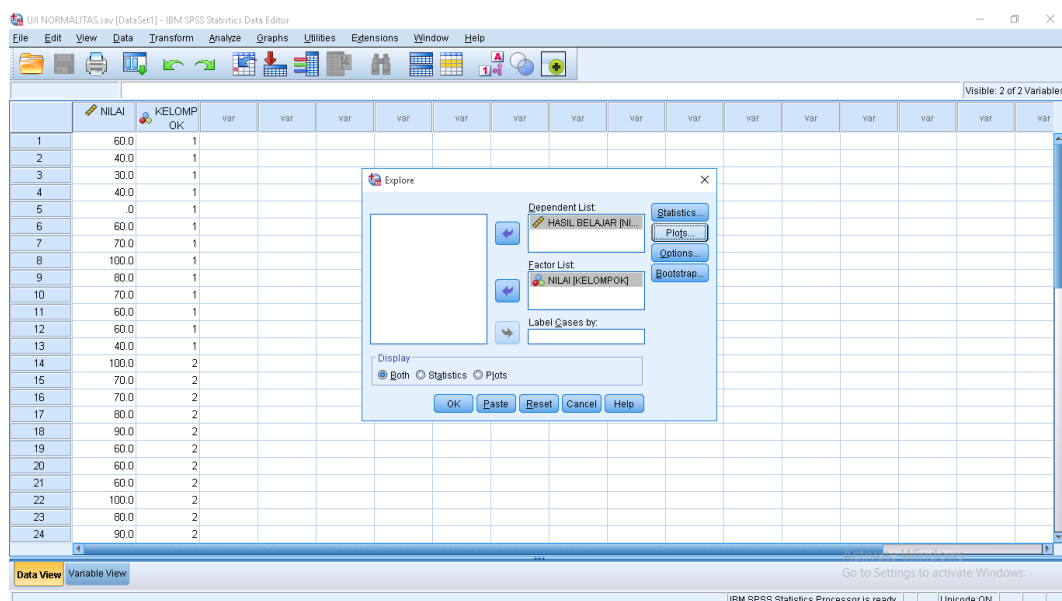 UJI NORMALITAS.sav [DataSet1] - IBM SPSS Statistics Data Editor
File Edit View Data Transform Analyze Graphs Utilities Extensions Window Help
Visible: 2 of 2 Variables
NILAI KELOMP OK var var var var var var var var var var var var var var var
1 60.0 1
2 40.0 1
3 30.0 1
4 40.0 1
5 .0 1
6 60.0 1
7 70.0 1
8 100.0 1
9 80.0 1
10 70.0 1
11 60.0 1
12 60.0 1
13 40.0 1
14 100.0 2
15 70.0 2
16 70.0 2
17 80.0 2
18 90.0 2
19 60.0 2
20 60.0 2
21 60.0 2
22 100.0 2
23 80.0 2
24 90.0 2
Explore
Dependent List:
HASIL BELAJAR [NI...
Factor List:
NILAI [KELOMPOK]
Label Cases by:
Statistics...
Plots...
Options...
Bootstrap...
Display
Both Statistics Plots
OK Paste Reset Cancel Help
Activate Windows
Go to Settings to activate Windows.
Data View Variable View
IBM SPSS Statistics Processor is ready Unicode:ON